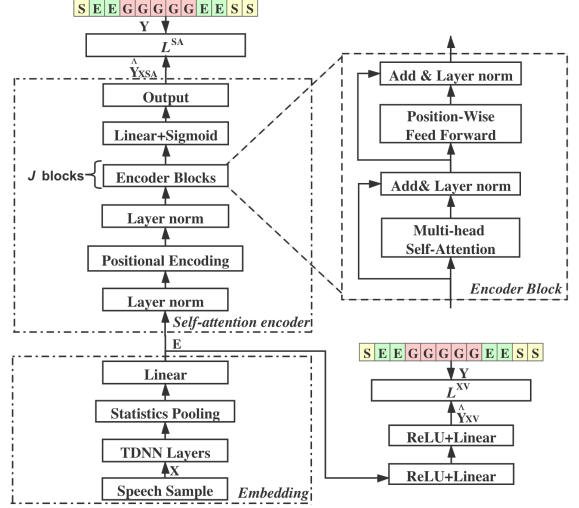 S E E G G G G G E E S S
Y
L^SA
Ŷ_XSA
Output
Linear+Sigmoid
J blocks
Encoder Blocks
Layer norm
Positional Encoding
Layer norm
Self-attention encoder
E
Linear
Statistics Pooling
TDNN Layers
X
Speech Sample
Embedding
Add & Layer norm
Position-Wise
Feed Forward
Add& Layer norm
Multi-head
Self-Attention
Encoder Block
S E E G G G G G E E S S
Y
L^XV
Ŷ_XV
ReLU+Linear
ReLU+Linear